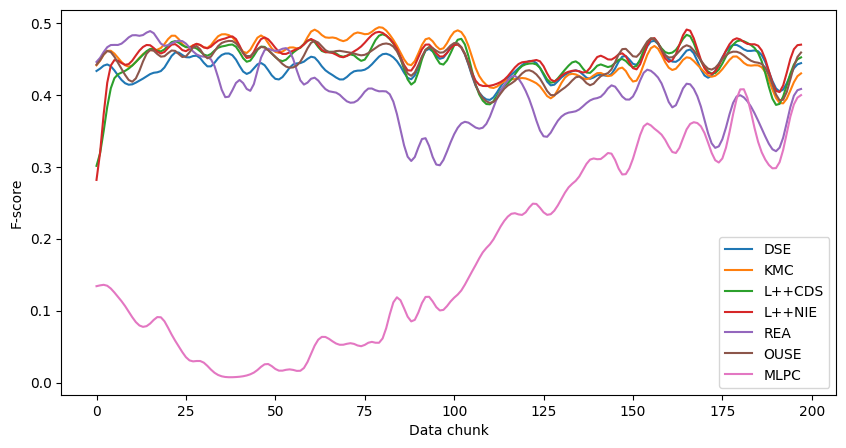 0.5
0.4
0.3
0.2
0.1
0.0
F-score
0 25 50 75 100 125 150 175 200
Data chunk
DSE
KMC
L++CDS
L++NIE
REA
OUSE
MLPC